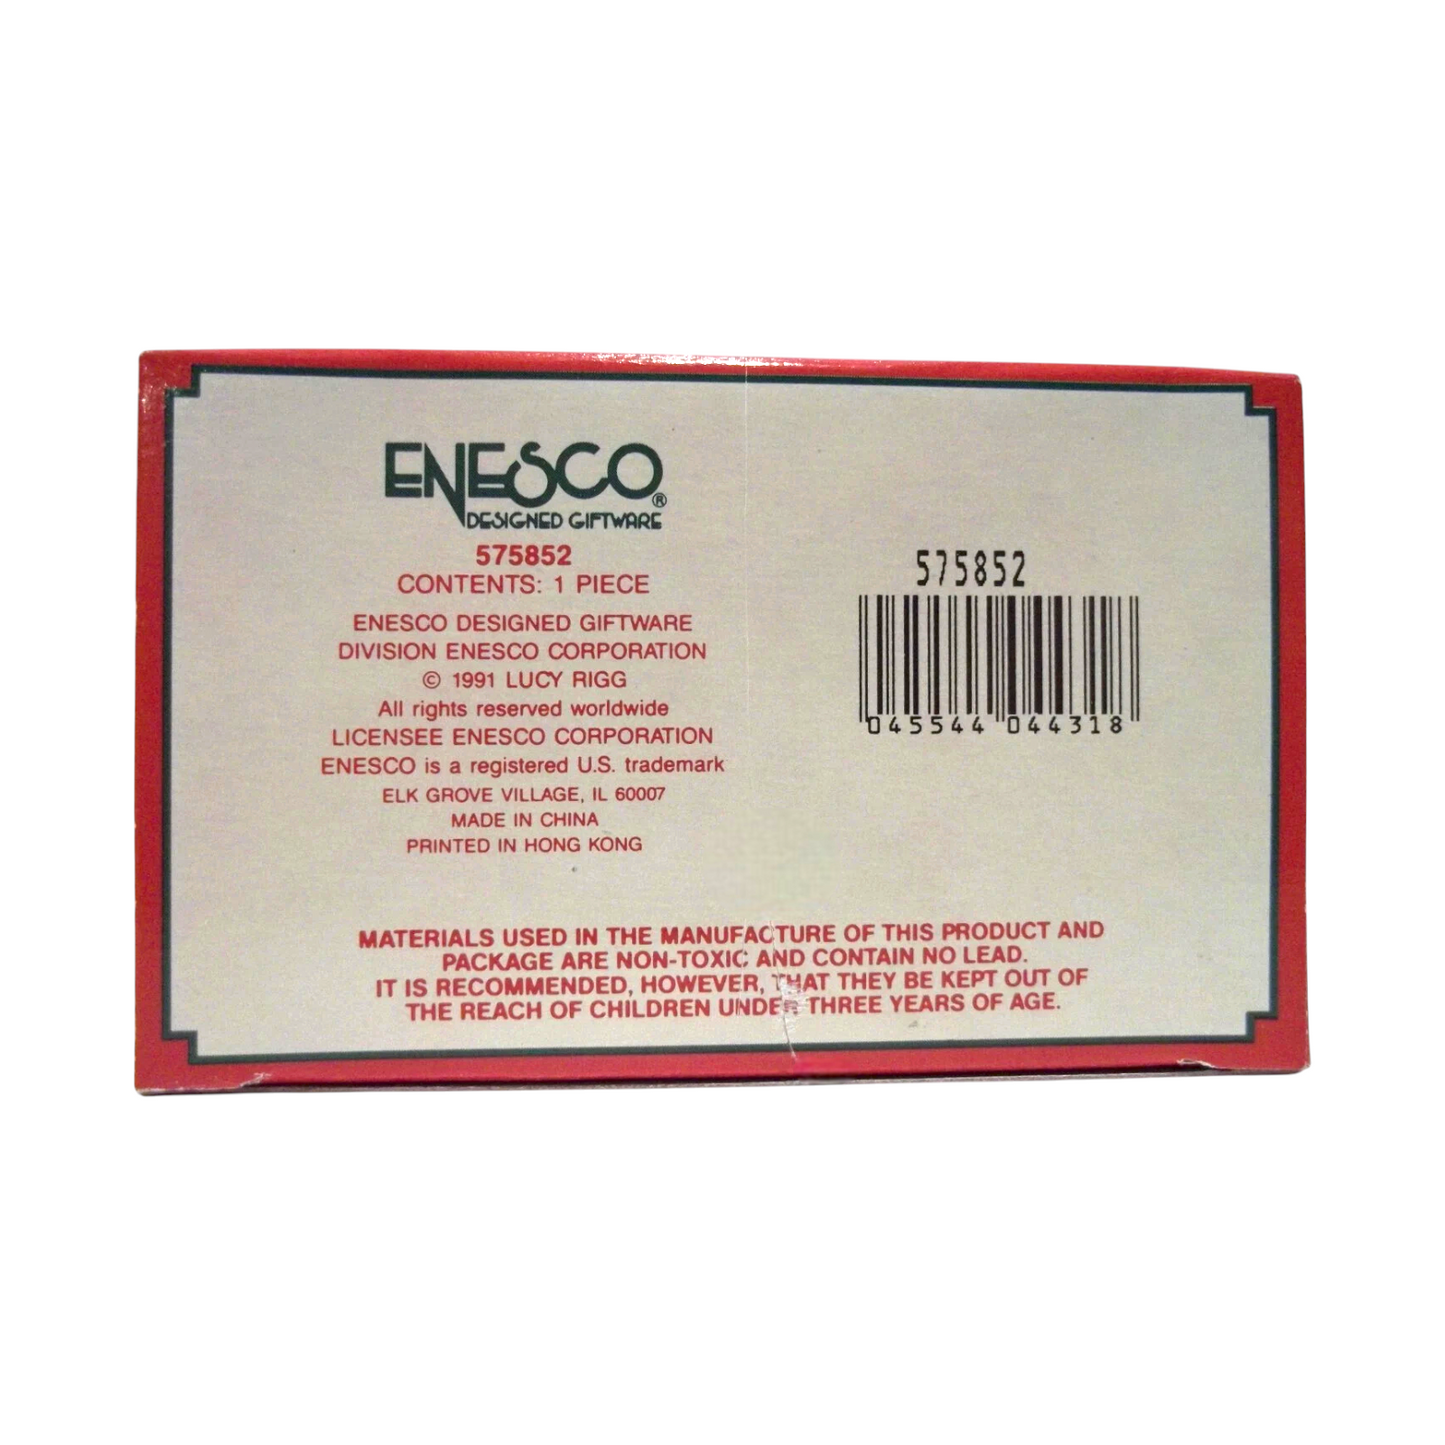 ENESCO®
DESIGNED GIFTWARE
575852
CONTENTS: 1 PIECE
ENESCO DESIGNED GIFTWARE
DIVISION ENESCO CORPORATION
© 1991 LUCY RIGG
All rights reserved worldwide
LICENSEE ENESCO CORPORATION
ENESCO is a registered U.S. trademark
ELK GROVE VILLAGE, IL 60007
MADE IN CHINA
PRINTED IN HONG KONG
575852
045544 044318
MATERIALS USED IN THE MANUFACTURE OF THIS PRODUCT AND
PACKAGE ARE NON-TOXIC AND CONTAIN NO LEAD.
IT IS RECOMMENDED, HOWEVER, THAT THEY BE KEPT OUT OF
THE REACH OF CHILDREN UNDER THREE YEARS OF AGE.